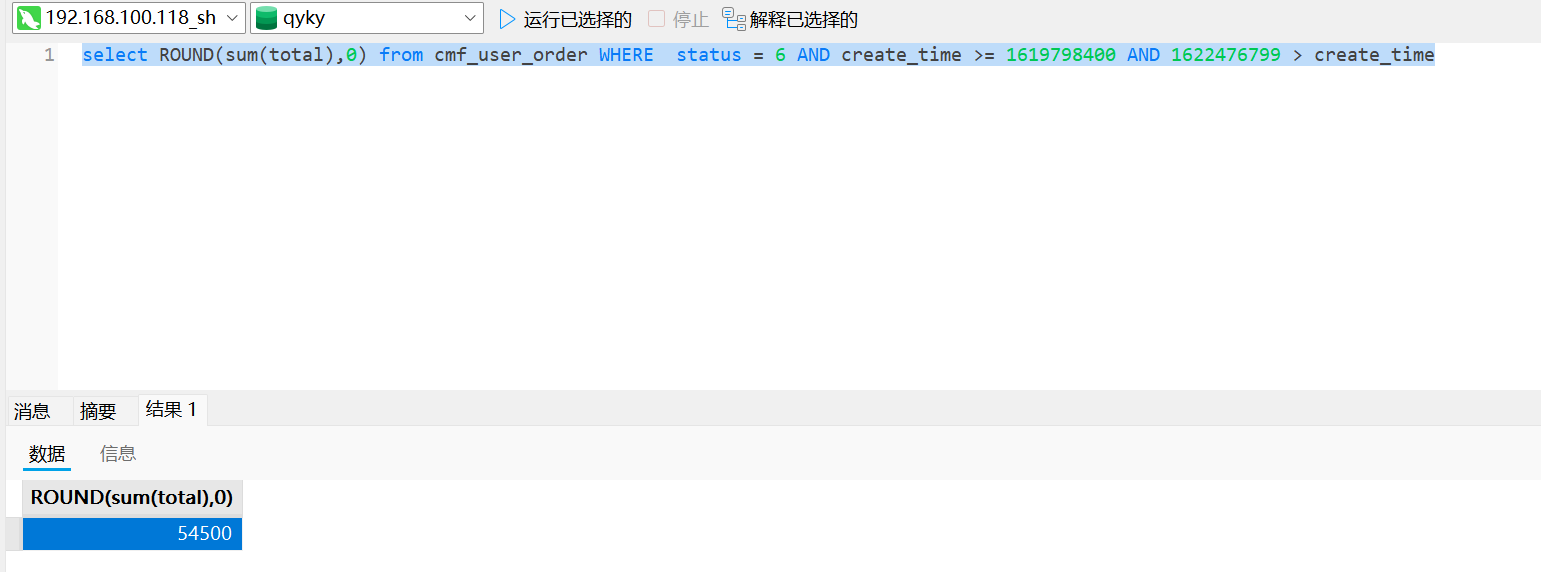 192.168.100.118_sh qyky 运行已选择的 停止 解释已选择的
1 select ROUND(sum(total),0) from cmf_user_order WHERE  status = 6 AND create_time >= 1619798400 AND 1622476799 > create_time
消息 摘要 结果 1
数据 信息
ROUND(sum(total),0)
54500